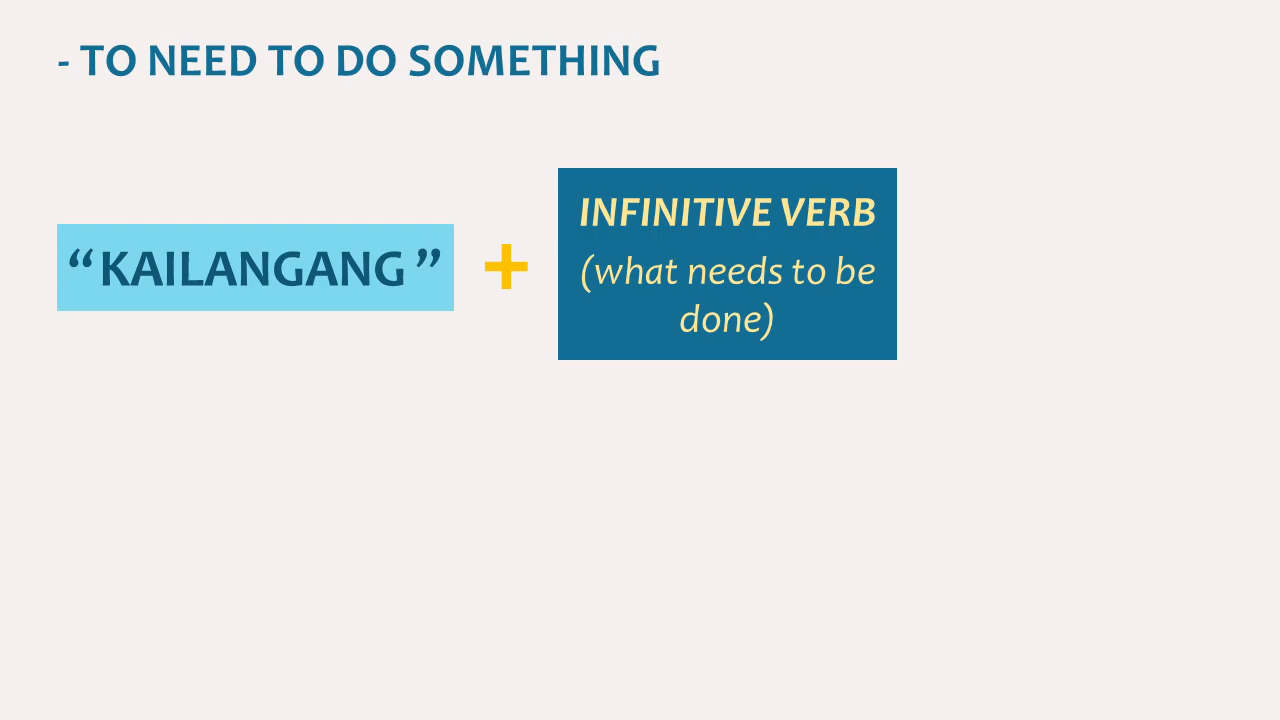 - TO NEED TO DO SOMETHING
“KAILANGANG”
+
INFINITIVE VERB
(what needs to be
done)